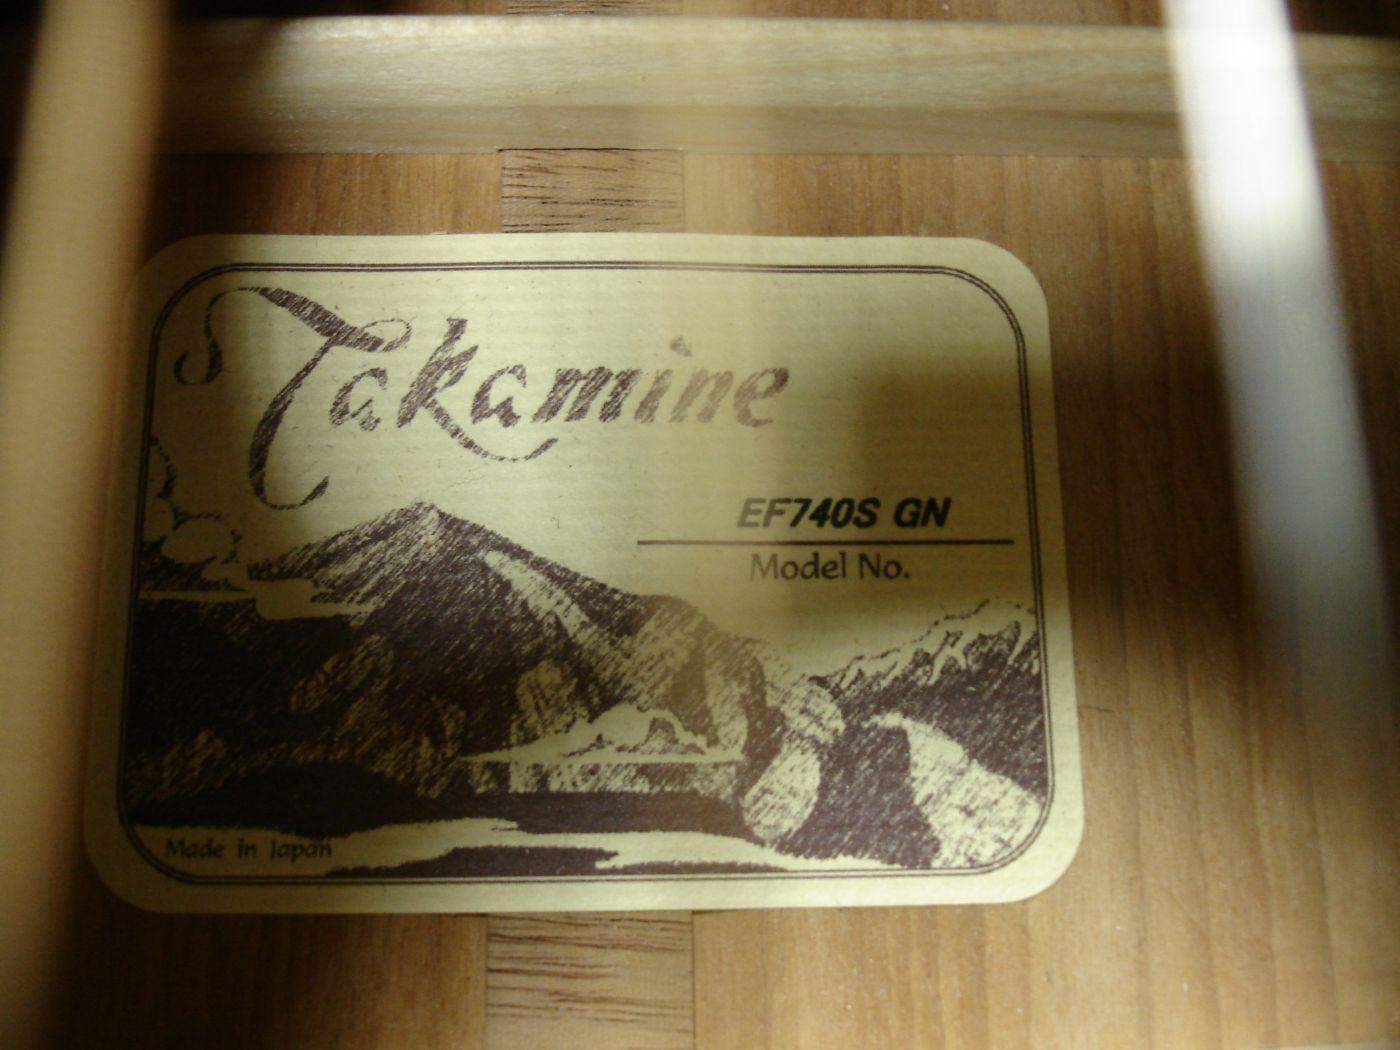 Takamine
EF740S GN
Model No.
Made in Japan